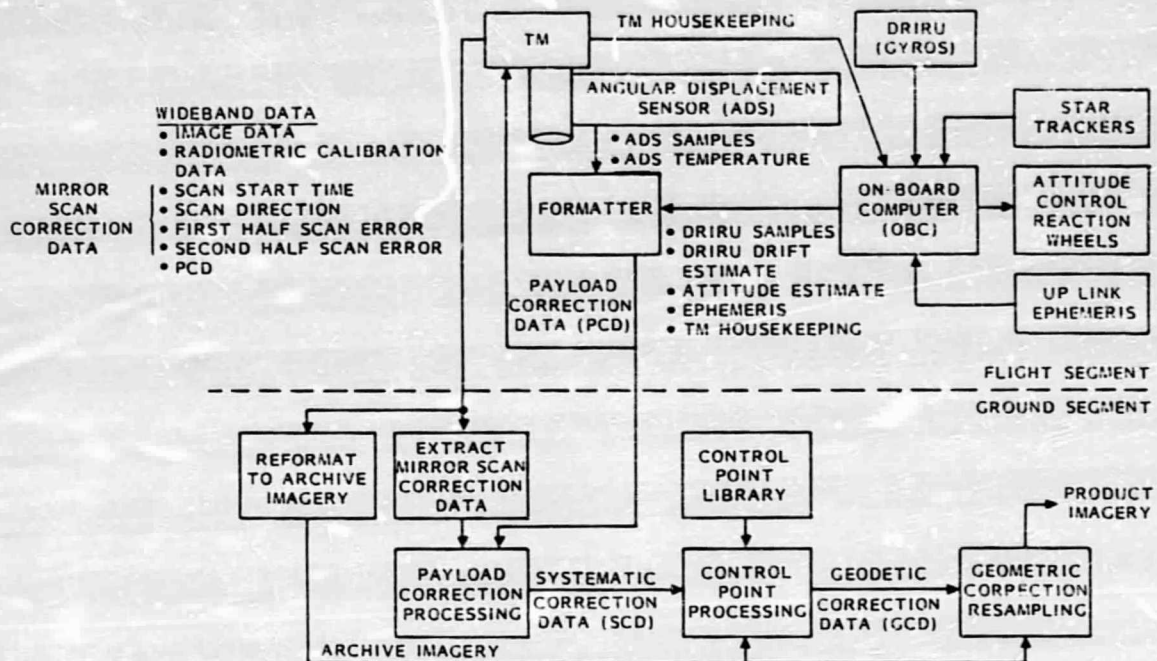 TM
TM HOUSEKEEPING
DRIRU
(GYROS)
ANGULAR DISPLACEMENT
SENSOR (ADS)
STAR
TRACKERS
WIDEBAND DATA
• IMAGE DATA
• RADIOMETRIC CALIBRATION
DATA
• SCAN START TIME
• SCAN DIRECTION
• FIRST HALF SCAN ERROR
• SECOND HALF SCAN ERROR
• PCD
MIRROR
SCAN
CORRECTION
DATA
• ADS SAMPLES
• ADS TEMPERATURE
FORMATTER
ON-BOARD
COMPUTER
(OBC)
ATTITUDE
CONTROL
REACTION
WHEELS
• DRIRU SAMPLES
• DRIRU DRIFT
ESTIMATE
• ATTITUDE ESTIMATE
• EPHEMERIS
• TM HOUSEKEEPING
PAYLOAD
CORRECTION
DATA (PCD)
UP LINK
EPHEMERIS
FLIGHT SEGMENT
GROUND SEGMENT
REFORMAT
TO ARCHIVE
IMAGERY
EXTRACT
MIRROR SCAN
CORRECTION
DATA
CONTROL
POINT
LIBRARY
PRODUCT
IMAGERY
PAYLOAD
CORRECTION
PROCESSING
SYSTEMATIC
CORRECTION
DATA (SCD)
CONTROL
POINT
PROCESSING
GEODETIC
CORRECTION
DATA (GCD)
GEOMETRIC
CORRECTION
RESAMPLING
ARCHIVE IMAGERY